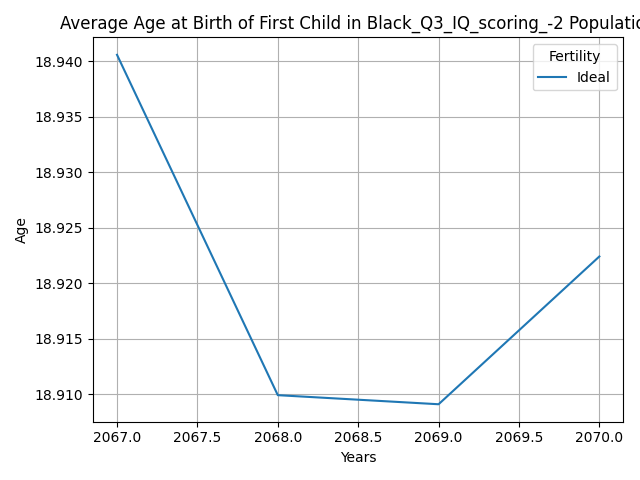 Average Age at Birth of First Child in Black_Q3_IQ_scoring_-2 Populatio
Fertility
Ideal
18.940
18.935
18.930
18.925
18.920
18.915
18.910
Age
2067.0 2067.5 2068.0 2068.5 2069.0 2069.5 2070.0
Years